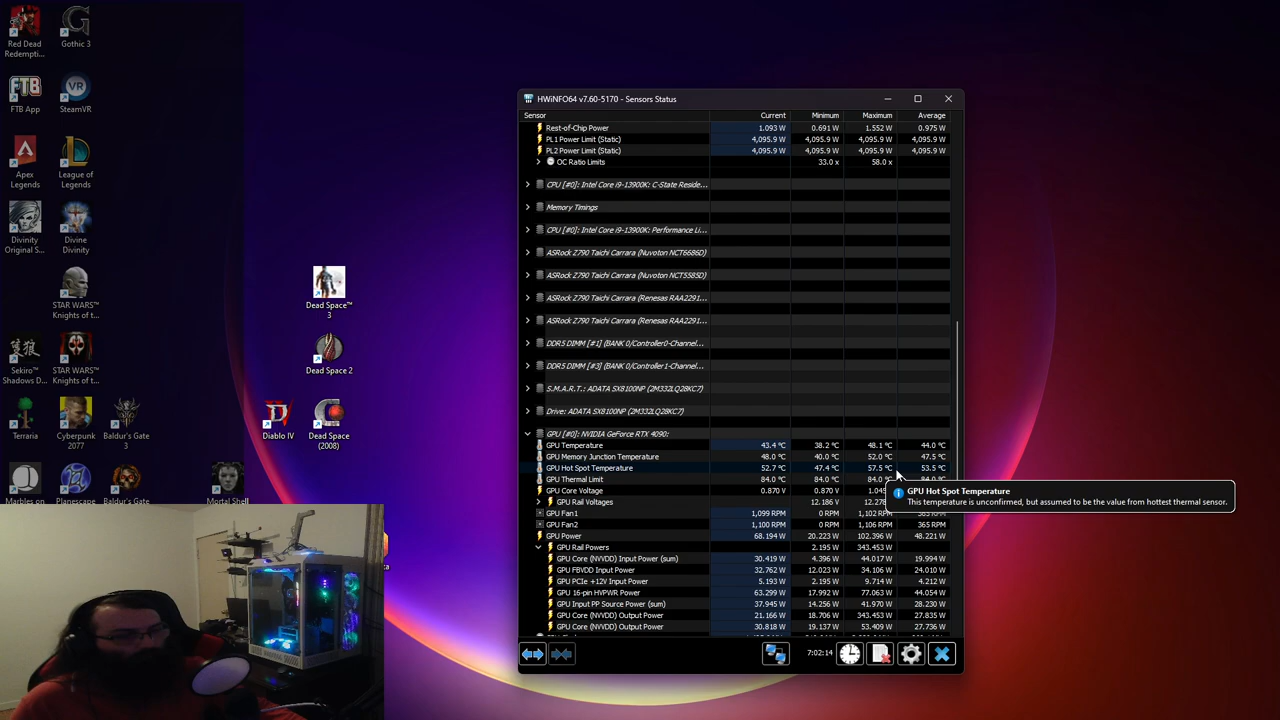 Red Dead
Redempti...
Gothic 3
FTB
FTB App
SteamVR
Apex
Legends
League of
Legends
Divinity
Original S...
Divine
Divinity
STAR WARS™
Knights of t...
Sekiro™
Shadows D...
STAR WARS™
Knights of t...
Terraria
Cyberpunk
2077
Baldur's Gate
3
Marbles on
Planescape
Baldur's Gate
Mortal Shell
Dead Space™
3
Dead Space 2
Diablo IV
Dead Space
(2008)
HWiNFO64 v7.60-5170 - Sensors Status
Sensor Current Minimum Maximum Average
Rest-of-Chip Power 1.093 W 0.691 W 1.552 W 0.975 W
PL1 Power Limit (Static) 4,095.9 W 4,095.9 W 4,095.9 W 4,095.9 W
PL2 Power Limit (Static) 4,095.9 W 4,095.9 W 4,095.9 W 4,095.9 W
OC Ratio Limits 33.0 x 58.0 x
CPU [#0]: Intel Core i9-13900K: C-State Reside...
Memory Timings
CPU [#0]: Intel Core i9-13900K: Performance Li...
ASRock Z790 Taichi Carrara (Nuvoton NCT6686D)
ASRock Z790 Taichi Carrara (Nuvoton NCT5585D)
ASRock Z790 Taichi Carrara (Renesas RAA2291...
ASRock Z790 Taichi Carrara (Renesas RAA2291...
DDR5 DIMM [#1] (BANK 0/Controller0-Channel...
DDR5 DIMM [#3] (BANK 0/Controller1-Channel...
S.M.A.R.T.: ADATA SX8100NP (2M332LQ28KC7)
Drive: ADATA SX8100NP (2M332LQ28KC7)
GPU [#0]: NVIDIA GeForce RTX 4090:
GPU Temperature 43.4 °C 38.2 °C 48.1 °C 44.0 °C
GPU Memory Junction Temperature 48.0 °C 40.0 °C 52.0 °C 47.5 °C
GPU Hot Spot Temperature 52.7 °C 47.4 °C 57.5 °C 53.5 °C
GPU Thermal Limit 84.0 °C 84.0 °C 84.0 °C 84.0 °C
GPU Core Voltage 0.870 V 0.870 V
GPU Rail Voltages 12.186 V
GPU Fan1 1,099 RPM 0 RPM 1,102 RPM 365 RPM
GPU Fan2 1,100 RPM 0 RPM 1,106 RPM 365 RPM
GPU Power 68.194 W 20.223 W 102.396 W 48.221 W
GPU Rail Powers 2.195 W 343.453 W
GPU Core (NVVDD) Input Power (sum) 30.419 W 4.396 W 44.017 W 19.994 W
GPU FBVDD Input Power 32.762 W 12.023 W 34.106 W 24.010 W
GPU PCIe +12V Input Power 5.193 W 2.195 W 9.714 W 4.212 W
GPU 16-pin HVPWR Power 63.299 W 17.992 W 77.063 W 44.054 W
GPU Input PP Source Power (sum) 37.945 W 14.256 W 41.970 W 28.230 W
GPU Core (NVVDD) Output Power 21.166 W 18.706 W 343.453 W 27.835 W
GPU Core (NVVDD) Output Power 30.818 W 19.137 W 53.409 W 27.736 W
GPU Hot Spot Temperature
This temperature is unconfirmed, but assumed to be the value from hottest thermal sensor.
7:02:14